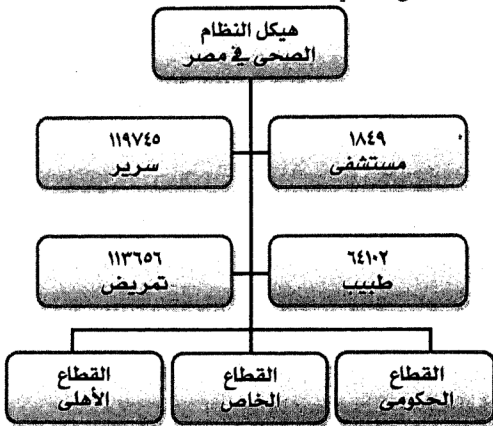 هيكل النظام
الصحى في مصر
١٨٤٩
مستشفى
١١٩٧٤٥
سرير
٦٤١٠٢
طبيب
١١٣٦٥٦
تمريض
القطاع
الحكومى
القطاع
الخاص
القطاع
الأهلى